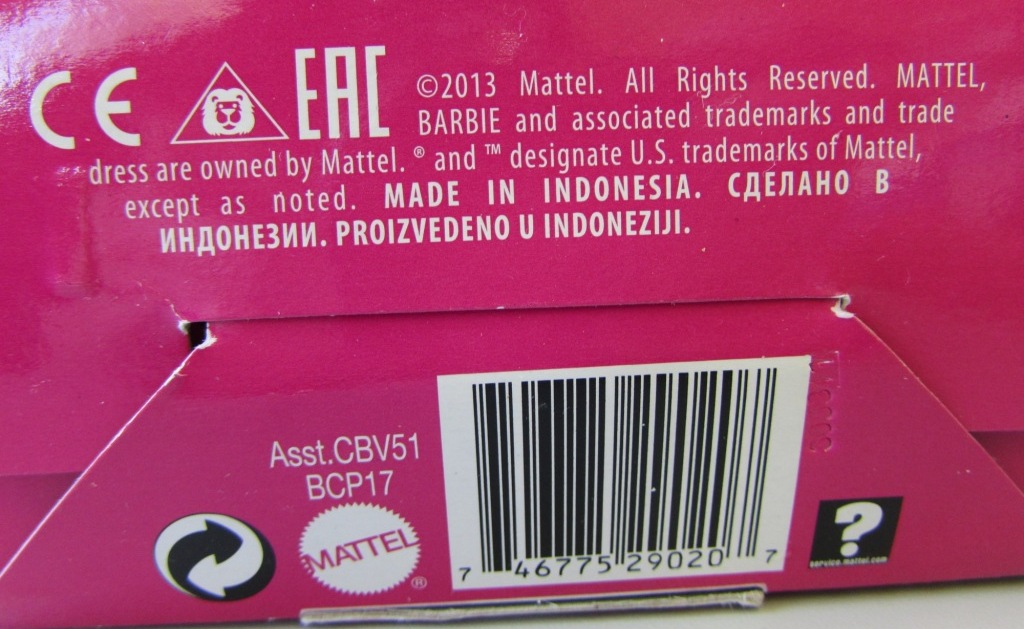 CE EAC ©2013 Mattel. All Rights Reserved. MATTEL,
BARBIE and associated trademarks and trade
dress are owned by Mattel. ® and ™ designate U.S. trademarks of Mattel,
except as noted. MADE IN INDONESIA. СДЕЛАНО В
ИНДОНЕЗИИ. PROIZVEDENO U INDONEZIJI.
Asst.CBV51
BCP17
MATTEL ®
7 46775 29020 7
?
service.mattel.com